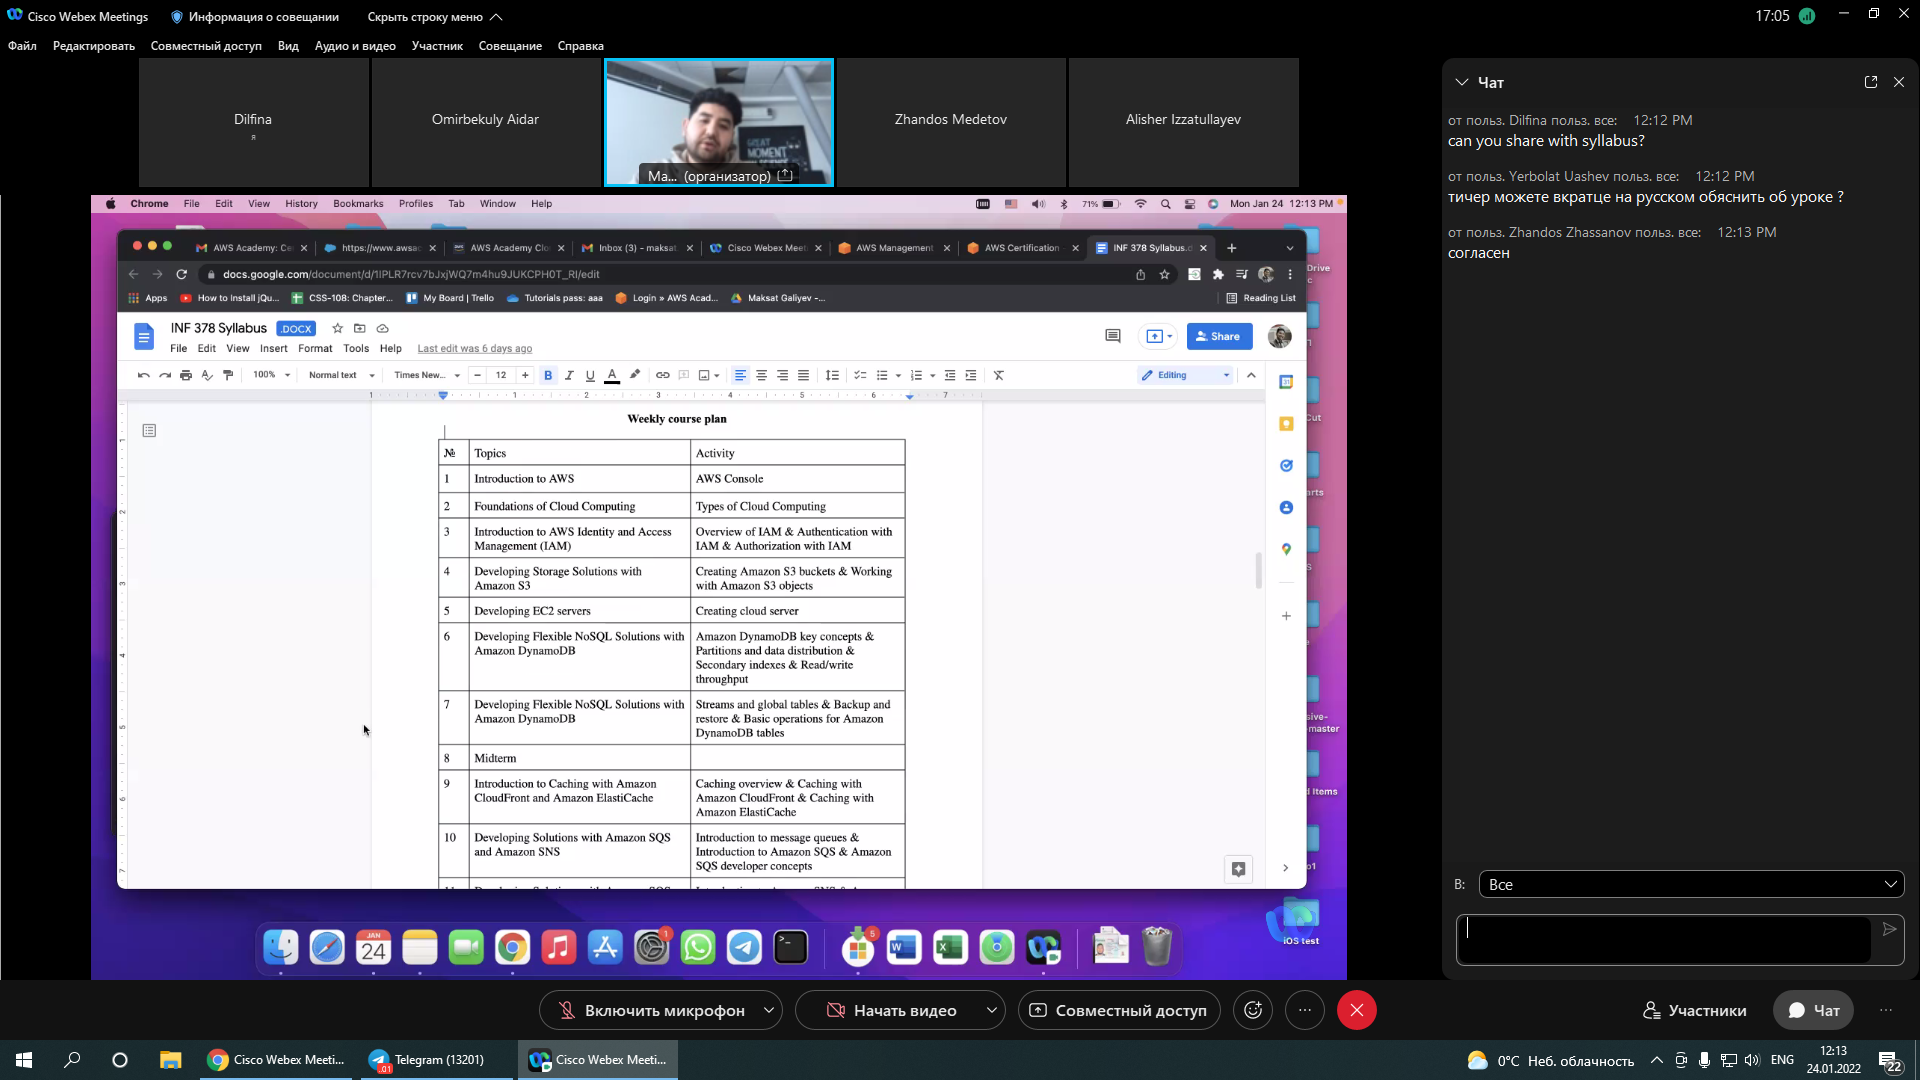 Cisco Webex Meetings
Информация о совещании
Скрыть строку меню
17:05
Файл Редактировать Совместный доступ Вид Аудио и видео Участник Совещание Справка
Dilfina
я
Omirbekuly Aidar
Ma... (организатор)
Zhandos Medetov
Alisher Izzatullayev
Chrome File Edit View History Bookmarks Profiles Tab Window Help
71% Mon Jan 24 12:13 PM
AWS Academy: Ce
https://www.awsac
AWS Academy Clo
Inbox (3) - maksat
Cisco Webex Meeti
AWS Management
AWS Certification
INF 378 Syllabus.d
docs.google.com/document/d/1IPLR7rcv7bJxjWQ7m4hu9JUKCPH0T_RI/edit
Apps
How to Install jQu...
CSS-108: Chapter...
My Board | Trello
Tutorials pass: aaa
Login » AWS Acad...
Maksat Galiyev -...
Reading List
INF 378 Syllabus .DOCX
File Edit View Insert Format Tools Help Last edit was 6 days ago
Share
100% Normal text Times New... 12 Editing
Weekly course plan
№ Topics Activity
1 Introduction to AWS AWS Console
2 Foundations of Cloud Computing Types of Cloud Computing
3 Introduction to AWS Identity and Access Overview of IAM & Authentication with
Management (IAM) IAM & Authorization with IAM
4 Developing Storage Solutions with Creating Amazon S3 buckets & Working
Amazon S3 with Amazon S3 objects
5 Developing EC2 servers Creating cloud server
6 Developing Flexible NoSQL Solutions with Amazon DynamoDB key concepts &
Amazon DynamoDB Partitions and data distribution &
Secondary indexes & Read/write
throughput
7 Developing Flexible NoSQL Solutions with Streams and global tables & Backup and
Amazon DynamoDB restore & Basic operations for Amazon
DynamoDB tables
8 Midterm
9 Introduction to Caching with Amazon Caching overview & Caching with
CloudFront and Amazon ElastiCache Amazon CloudFront & Caching with
Amazon ElastiCache
10 Developing Solutions with Amazon SQS Introduction to message queues &
and Amazon SNS Introduction to Amazon SQS & Amazon
SQS developer concepts
Drive
Cut
arts
sive-
master
d Items
o1
iOS test
JAN
24
Чат
от польз. Dilfina польз. все: 12:12 PM
can you share with syllabus?
от польз. Yerbolat Uashev польз. все: 12:12 PM
тичер можете вкратце на русском обяснить об уроке ?
от польз. Zhandos Zhassanov польз. все: 12:13 PM
согласен
В: Все
Включить микрофон
Начать видео
Совместный доступ
Участники
Чат
Cisco Webex Meeti...
Telegram (13201)
Cisco Webex Meeti...
0°C Неб. облачность
ENG
12:13
24.01.2022
22